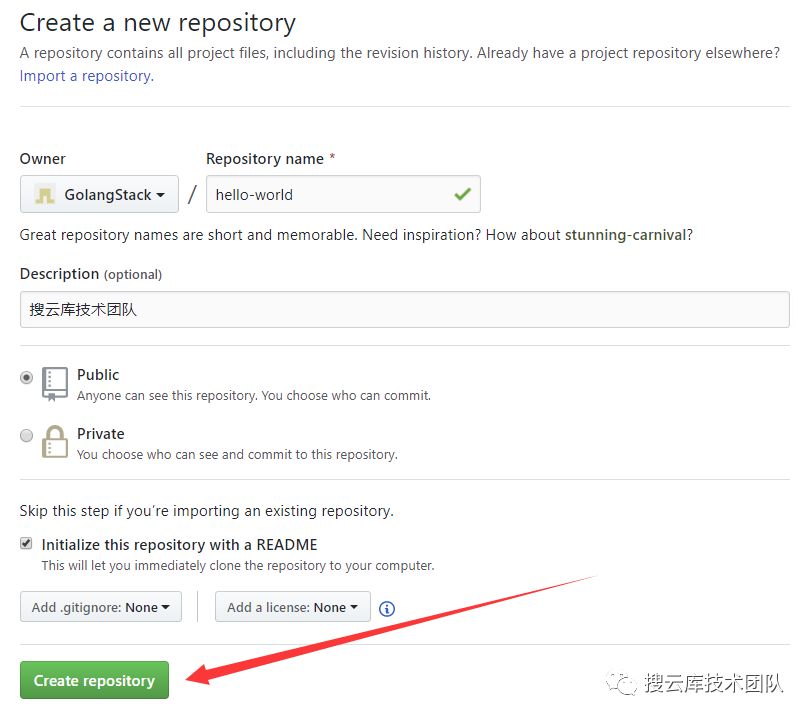 Create a new repository
A repository contains all project files, including the revision history. Already have a project repository elsewhere?
Import a repository.
Owner
Repository name *
GolangStack
/
hello-world
Great repository names are short and memorable. Need inspiration? How about stunning-carnival?
Description (optional)
搜云库技术团队
Public
Anyone can see this repository. You choose who can commit.
Private
You choose who can see and commit to this repository.
Skip this step if you’re importing an existing repository.
Initialize this repository with a README
This will let you immediately clone the repository to your computer.
Add .gitignore: None
Add a license: None
Create repository
搜云库技术团队